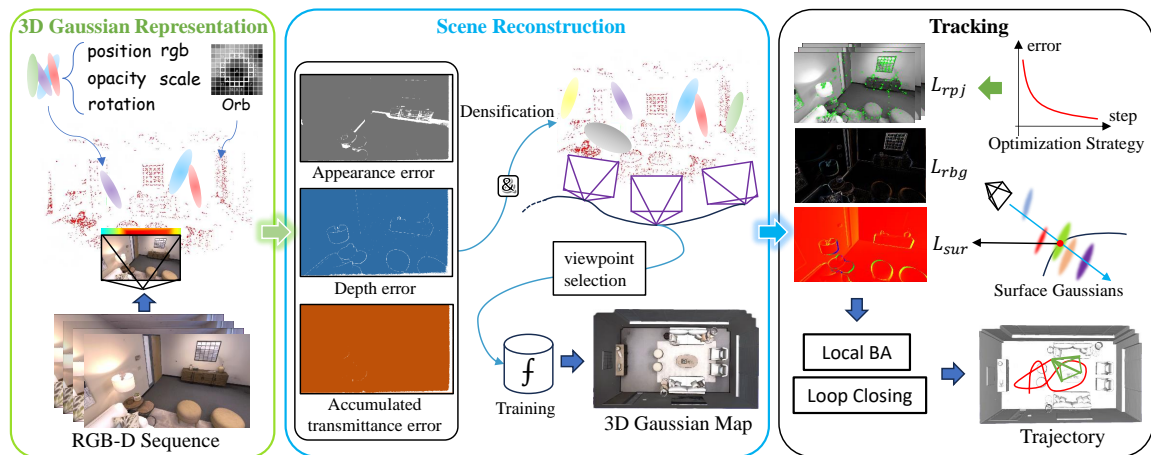 3D Gaussian Representation
position rgb
opacity scale
rotation
Orb
RGB-D Sequence
Scene Reconstruction
Appearance error
Depth error
Accumulated
transmittance error
Densification
&
viewpoint
selection
f
Training
3D Gaussian Map
Tracking
L_rpj
error
step
Optimization Strategy
L_rbg
L_sur
Surface Gaussians
Local BA
Loop Closing
Trajectory